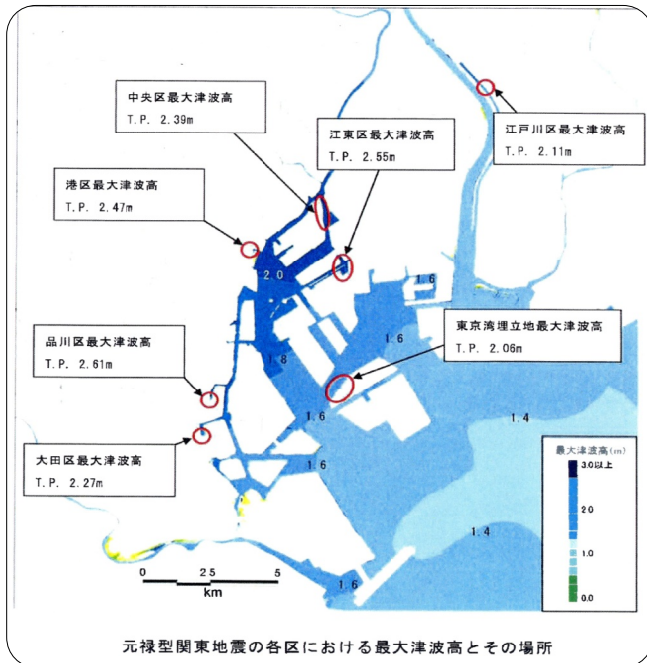 中央区最大津波高
T.P. 2.39m
江東区最大津波高
T.P. 2.55m
江戸川区最大津波高
T.P. 2.11m
港区最大津波高
T.P. 2.47m
2.0
1.6
品川区最大津波高
T.P. 2.61m
東京湾埋立地最大津波高
T.P. 2.06m
1.6
1.8
1.6
1.4
大田区最大津波高
T.P. 2.27m
1.6
1.4
1.6
最大津波高(m)
3.0以上
2.0
1.0
0.0
0 2.5 5
km
元禄型関東地震の各区における最大津波高とその場所